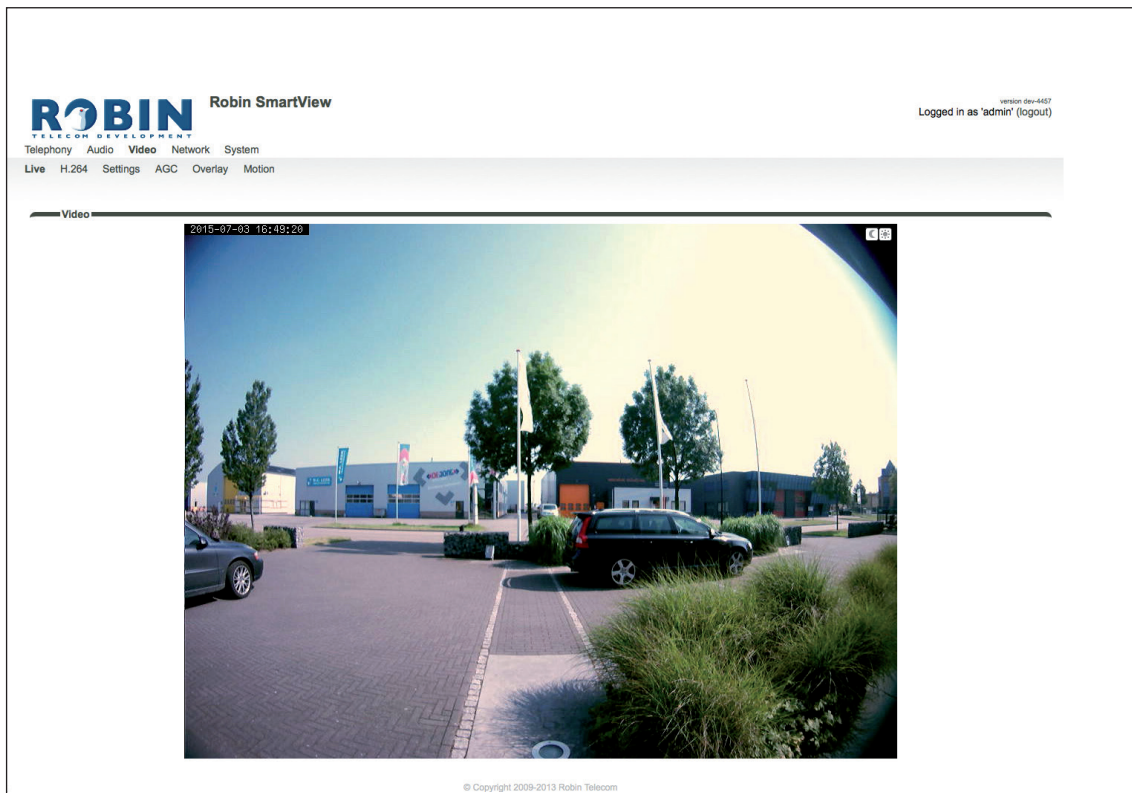 ROBIN
TELECOM DEVELOPMENT
Robin SmartView
version dev-4457
Logged in as 'admin' (logout)
Telephony Audio Video Network System
Live H.264 Settings AGC Overlay Motion
Video
2015-07-03 16:49:20
© Copyright 2009-2013 Robin Telecom